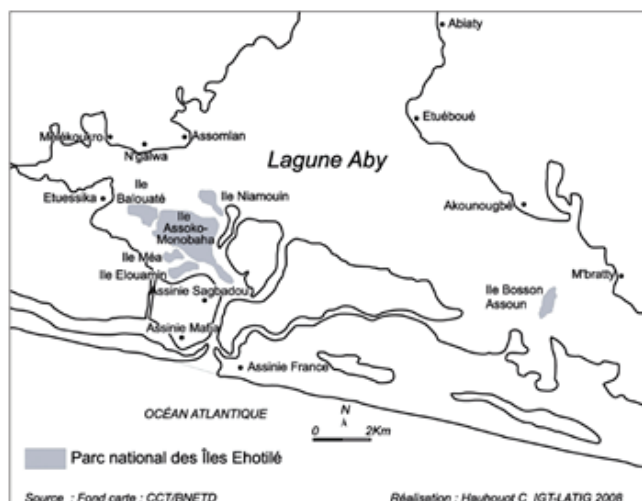 Abiaty
Etuéboué
Mélékoukro
Assomlan
N'galwa
Lagune Aby
Etuessika
Ile
Balouaté
Ile Niamouin
Akounougbé
Ile
Assoko-
Monobaha
Ile Méa
Ile Elouamin
M'bratty
Assinie Sagbadou
Ile Bosson
Assoun
Assinie Mafia
Assinie France
OCÉAN ATLANTIQUE
N
0 2Km
Parc national des Îles Ehotilé
Source : Fond carte : CCT/BNETD
Réalisation : Hauhouot C. IGT-LATIG 2008